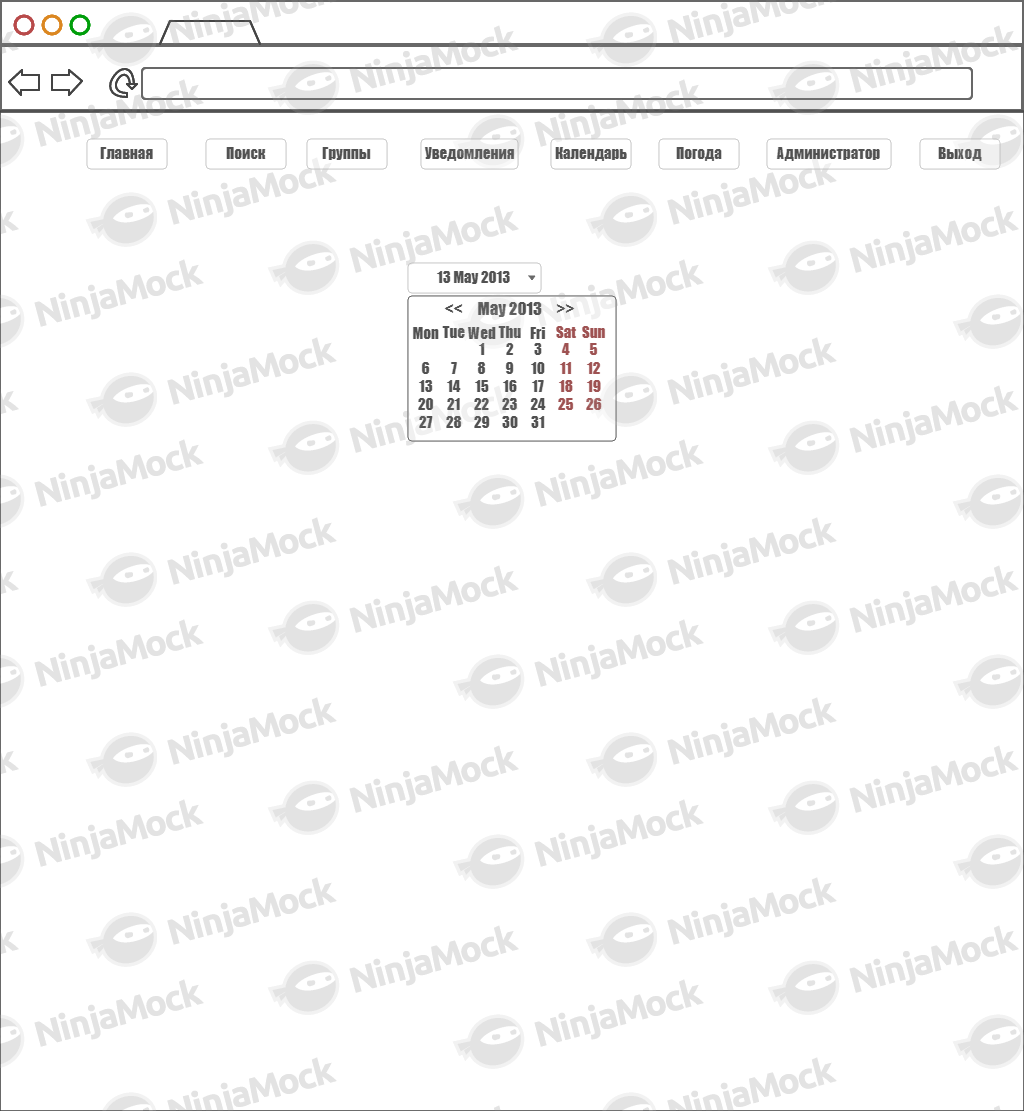 Главная Поиск Группы Уведомления Календарь Погода Администратор Выход
13 May 2013
<< May 2013 >>
Mon Tue Wed Thu Fri Sat Sun
1 2 3 4 5
6 7 8 9 10 11 12
13 14 15 16 17 18 19
20 21 22 23 24 25 26
27 28 29 30 31
NinjaMock